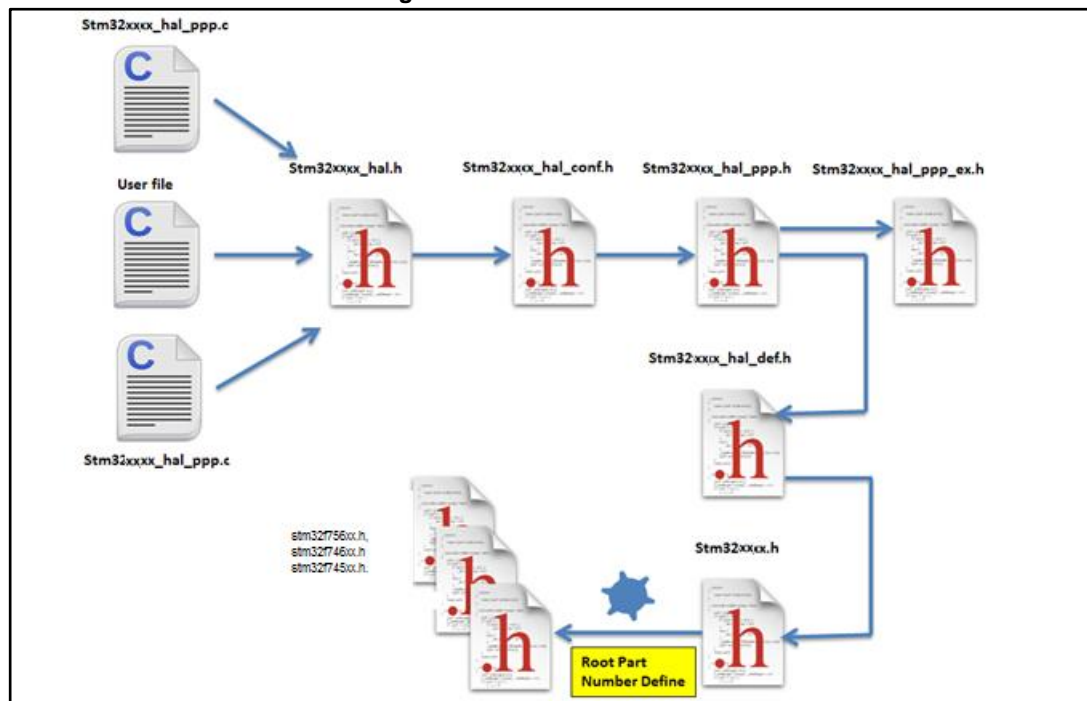 Stm32xxxx_hal_ppp.c
C
Stm32xxxx_hal.h
Stm32xxxx_hal_conf.h
Stm32xxxx_hal_ppp.h
Stm32xxxx_hal_ppp_ex.h
User file
C
.h
.h
.h
.h
C
Stm32xxxx_hal_def.h
.h
Stm32xxxx_hal_ppp.c
stm32f756xx.h,
stm32f746xx.h
stm32f745xx.h.
.h
.h
.h
Stm32xxxx.h
.h
Root Part
Number Define